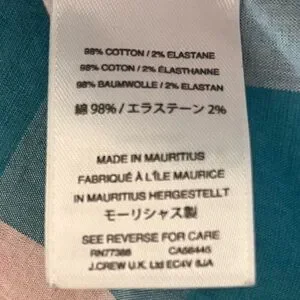 98% COTTON / 2% ELASTANE
98% COTON / 2% ÉLASTHANNE
98% BAUMWOLLE / 2% ELASTAN
綿 98% / エラステーン 2%
MADE IN MAURITIUS
FABRIQUÉ À L'ÎLE MAURICE
IN MAURITIUS HERGESTELLT
モーリシャス製
SEE REVERSE FOR CARE
RN77388 CA56445
J.CREW U.K. Ltd EC4V 6JA